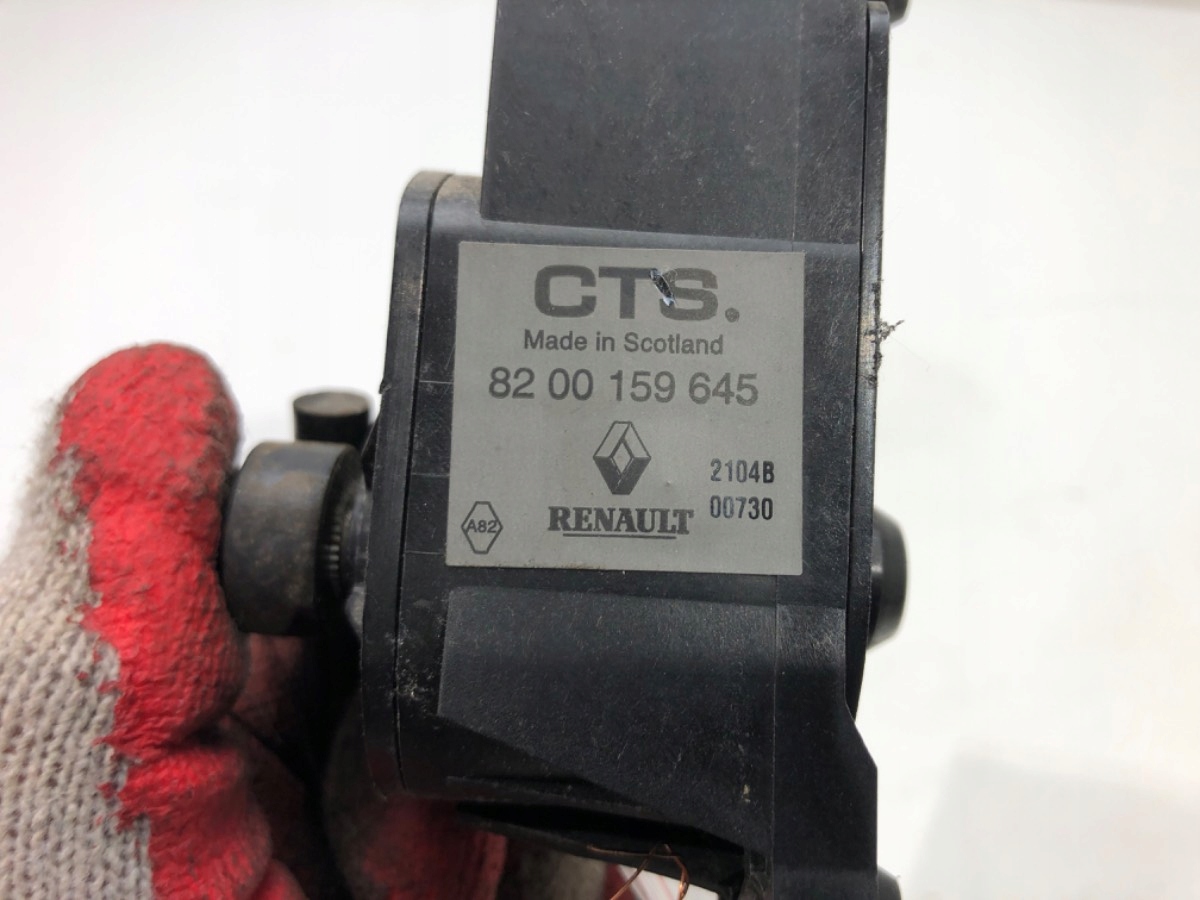 CTS.
Made in Scotland
82 00 159 645
2104B
00730
RENAULT
A82